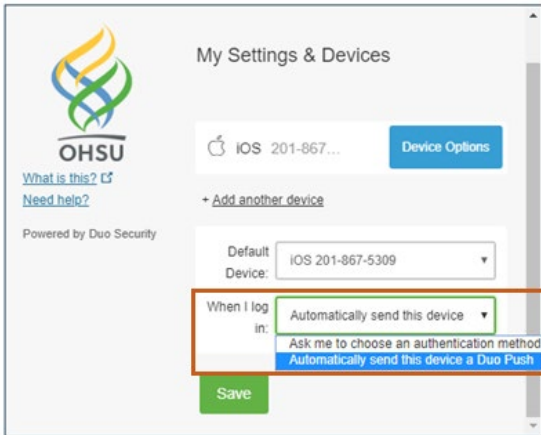 My Settings & Devices
OHSU
What is this?
Need help?
Powered by Duo Security
iOS 201-867...
Device Options
+ Add another device
Default
Device:
iOS 201-867-5309
When I log
in:
Automatically send this device
Ask me to choose an authentication method
Automatically send this device a Duo Push
Save